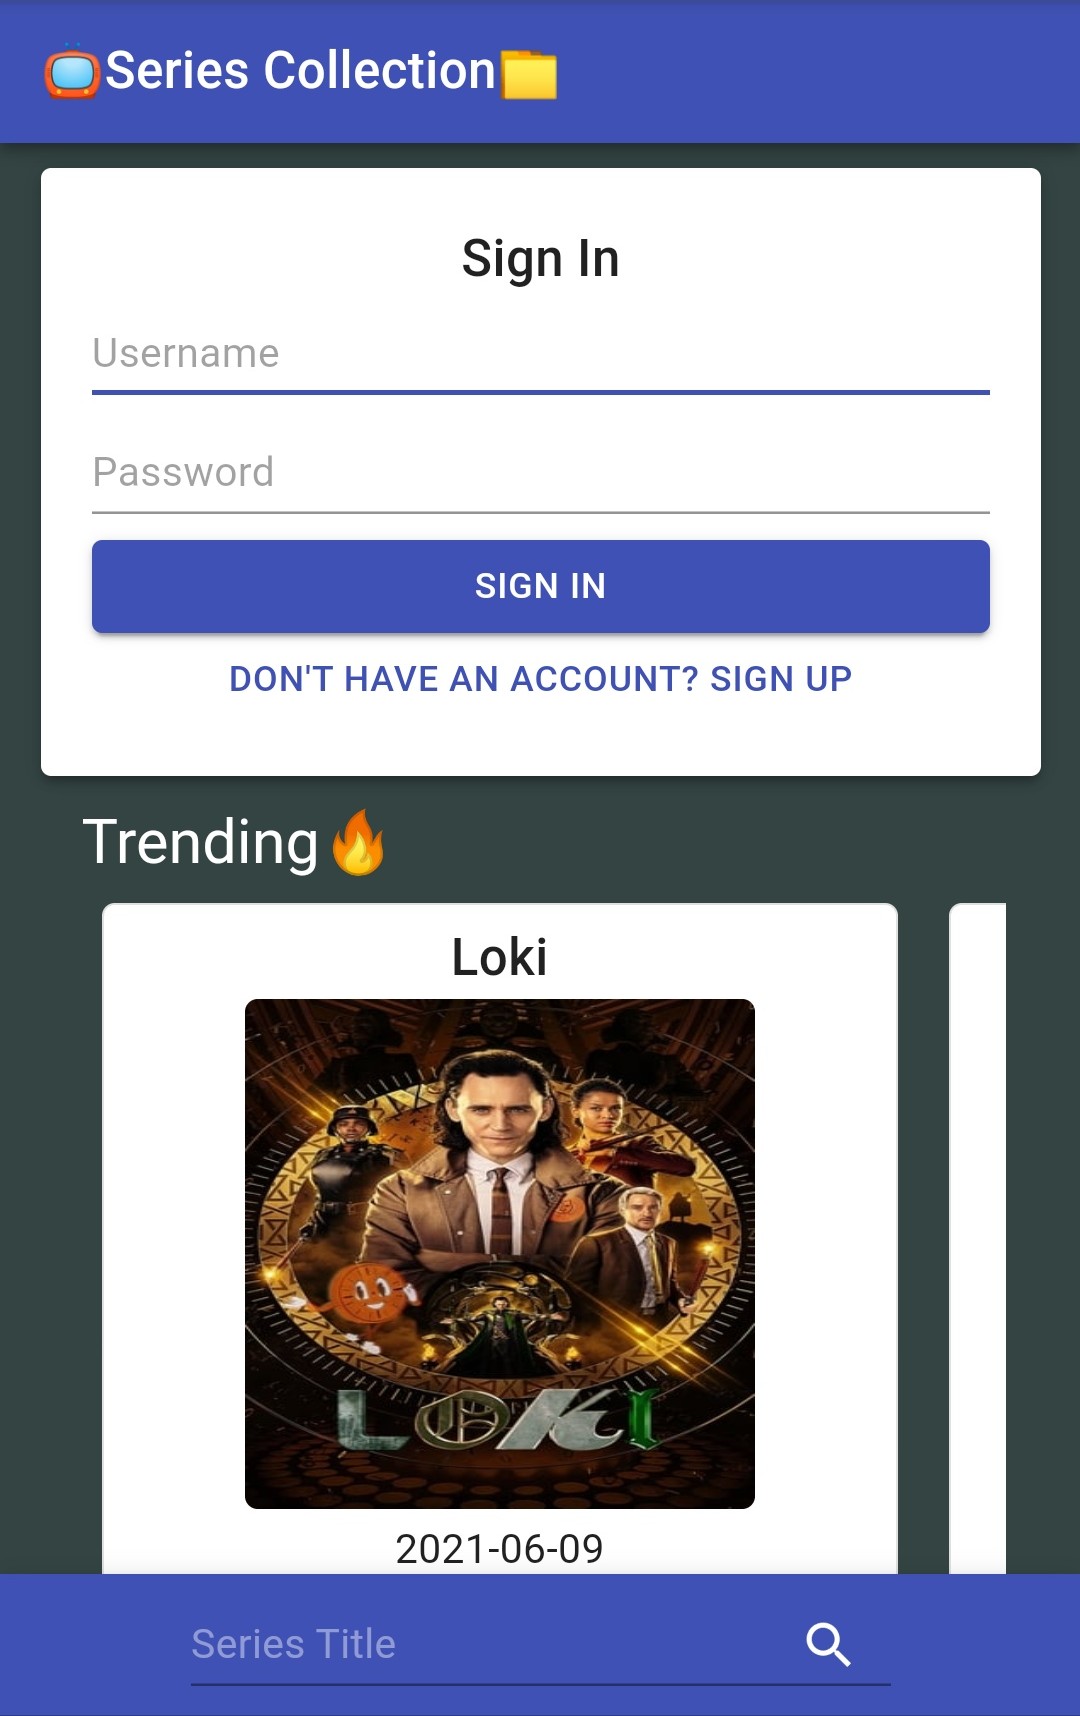 📺Series Collection📁
Sign In
Username
Password
SIGN IN
DON'T HAVE AN ACCOUNT? SIGN UP
Trending🔥
Loki
LOKI
2021-06-09
Series Title